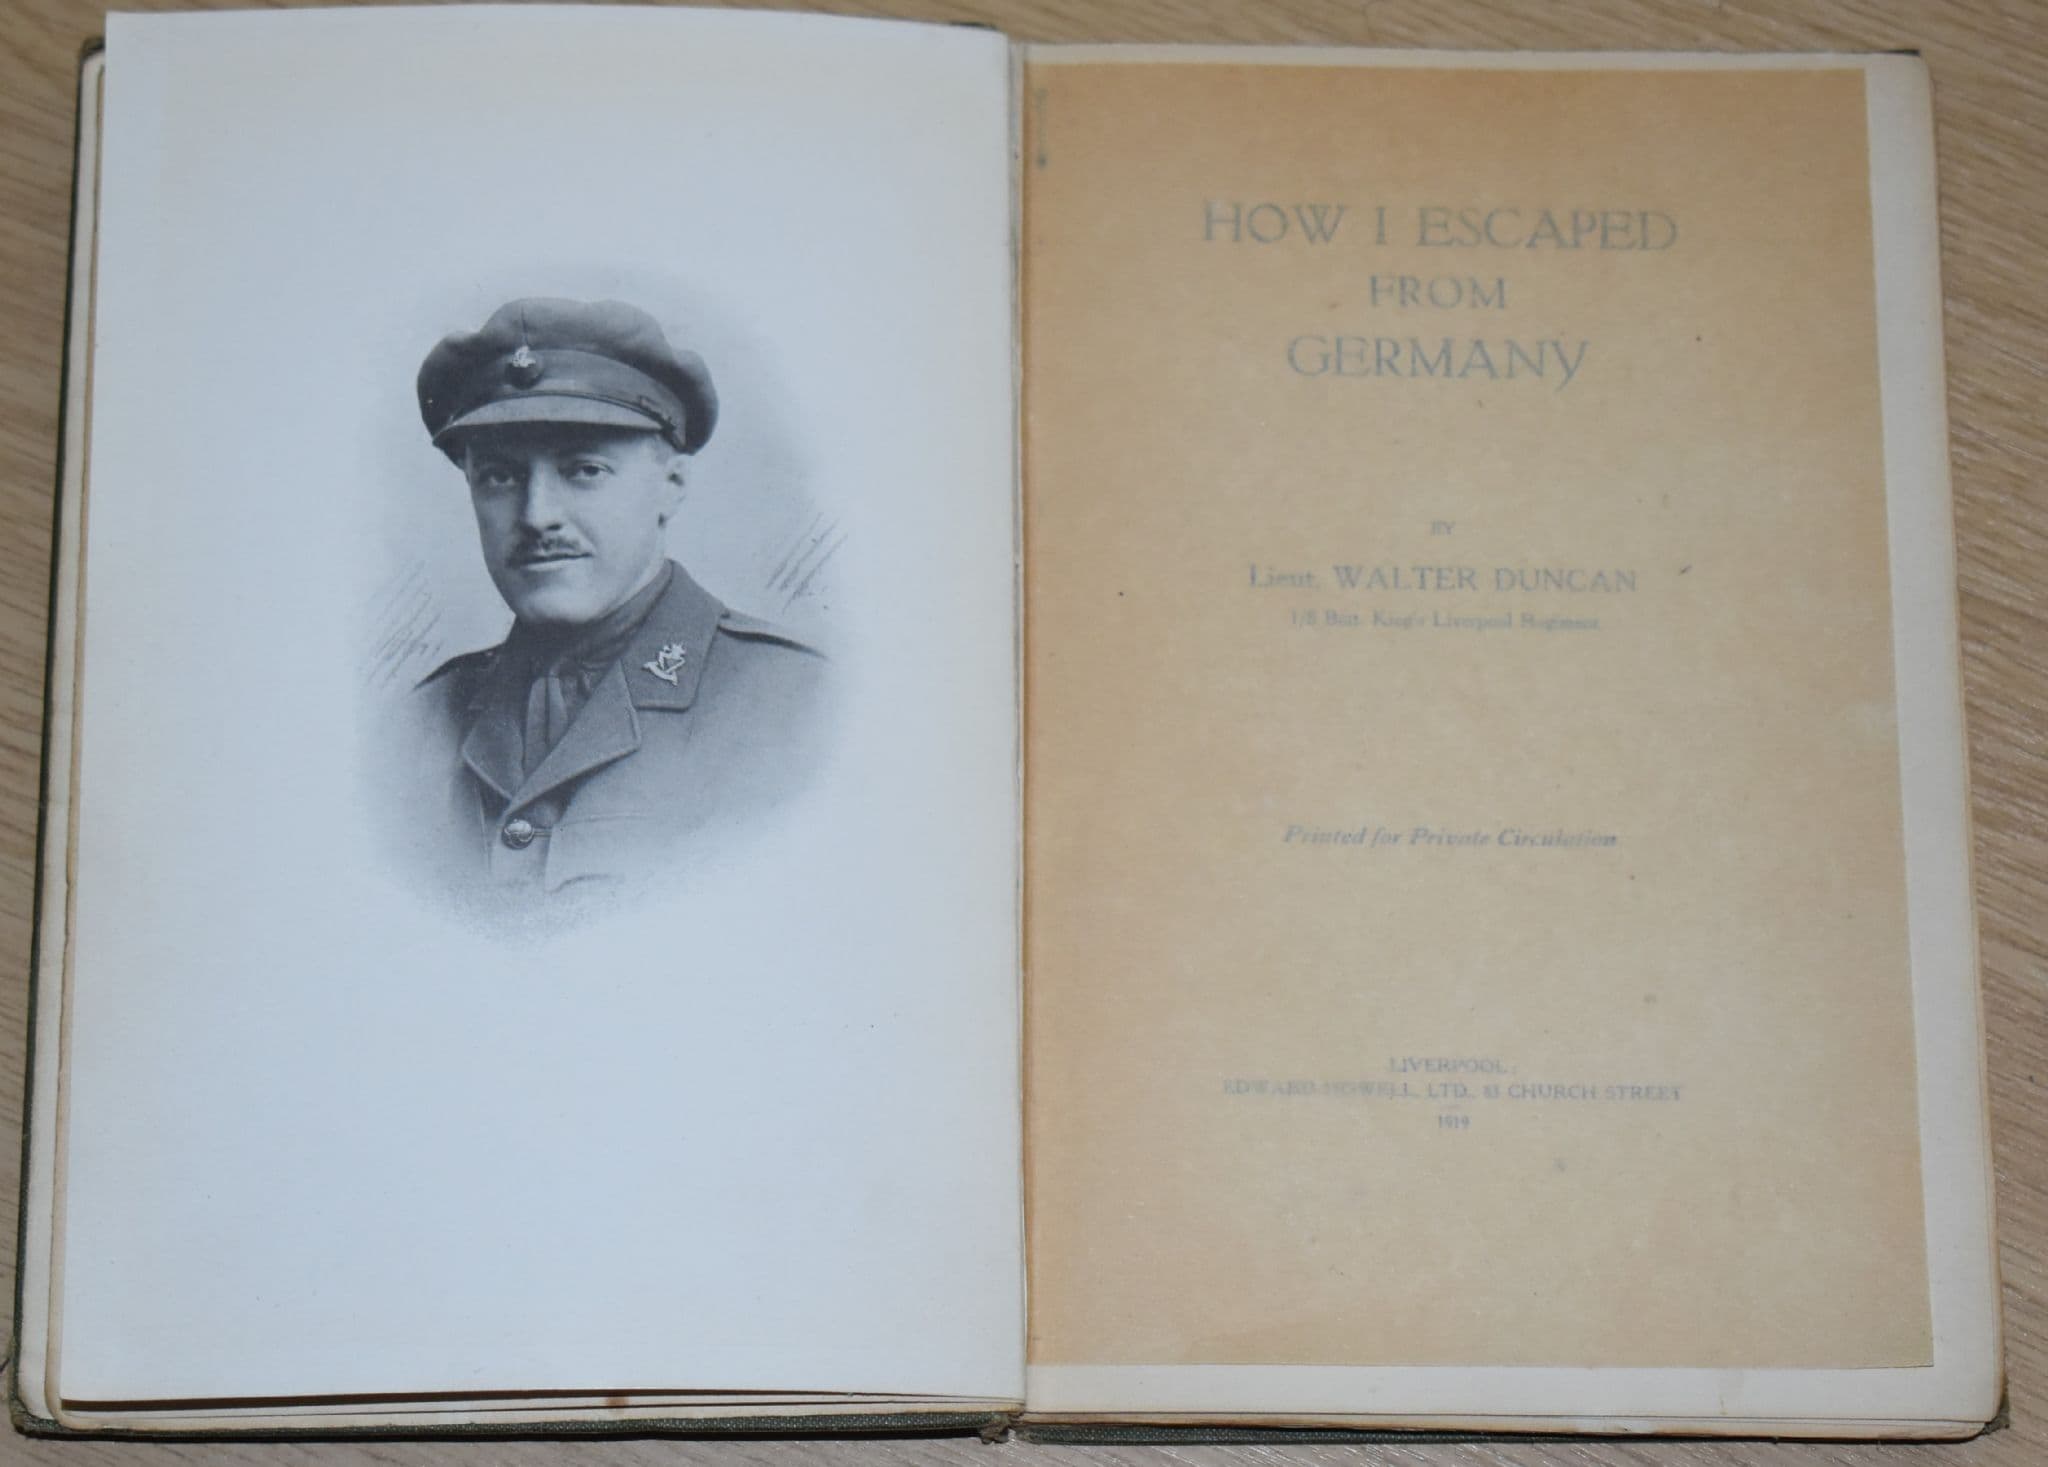 HOW I ESCAPED
FROM
GERMANY
BY
Lieut. WALTER DUNCAN
1/8 Batt. King's Liverpool Regiment
Printed for Private Circulation
LIVERPOOL:
EDWARD HOWELL, LTD., 83 CHURCH STREET
1919